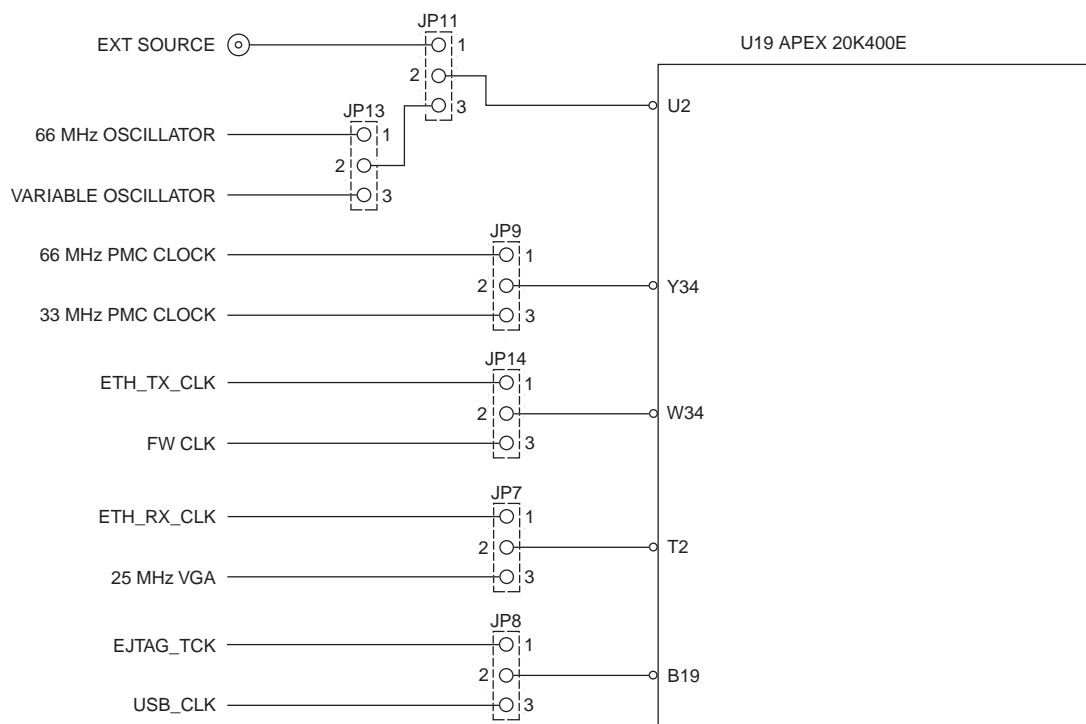 JP11
EXT SOURCE
1
2
3
U19 APEX 20K400E
U2
JP13
66 MHz OSCILLATOR
1
2
VARIABLE OSCILLATOR
3
JP9
66 MHz PMC CLOCK
1
2
Y34
33 MHz PMC CLOCK
3
JP14
ETH_TX_CLK
1
2
W34
FW CLK
3
JP7
ETH_RX_CLK
1
2
T2
25 MHz VGA
3
JP8
EJTAG_TCK
1
2
B19
USB_CLK
3